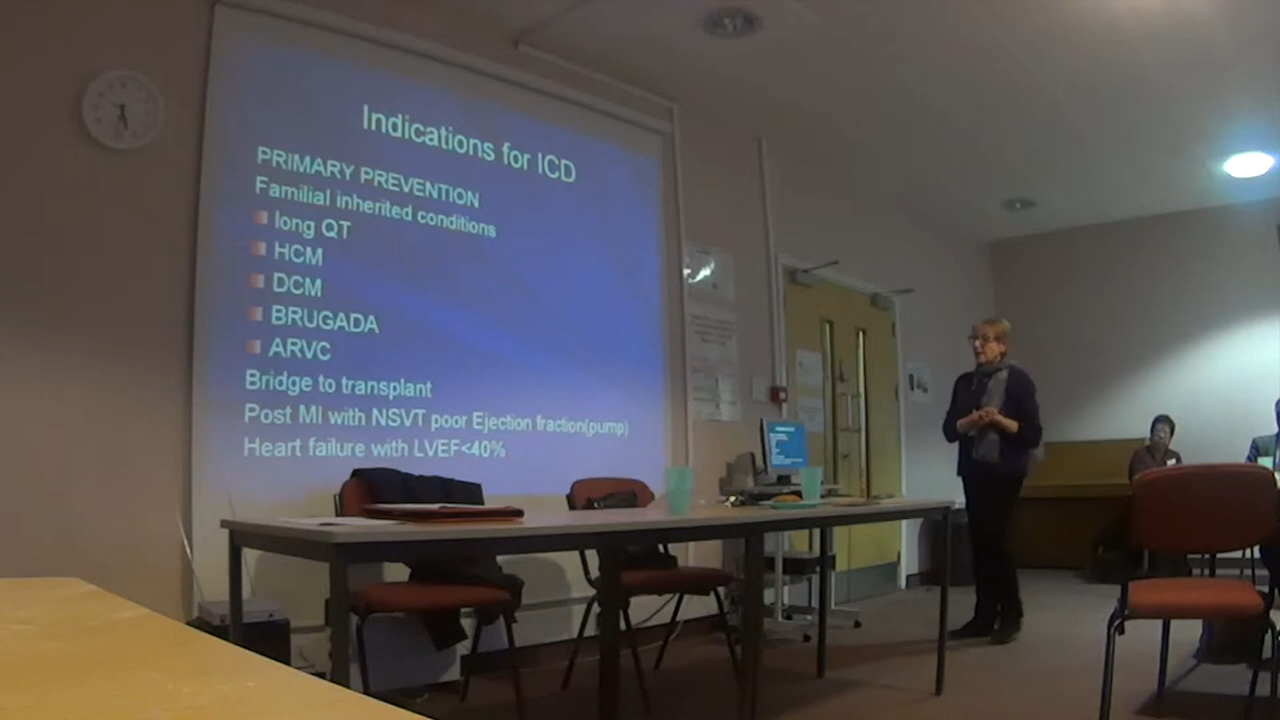 Indications for ICD
PRIMARY PREVENTION
Familial inherited conditions
long QT
HCM
DCM
BRUGADA
ARVC
Bridge to transplant
Post MI with NSVT poor Ejection fraction(pump)
Heart failure with LVEF<40%